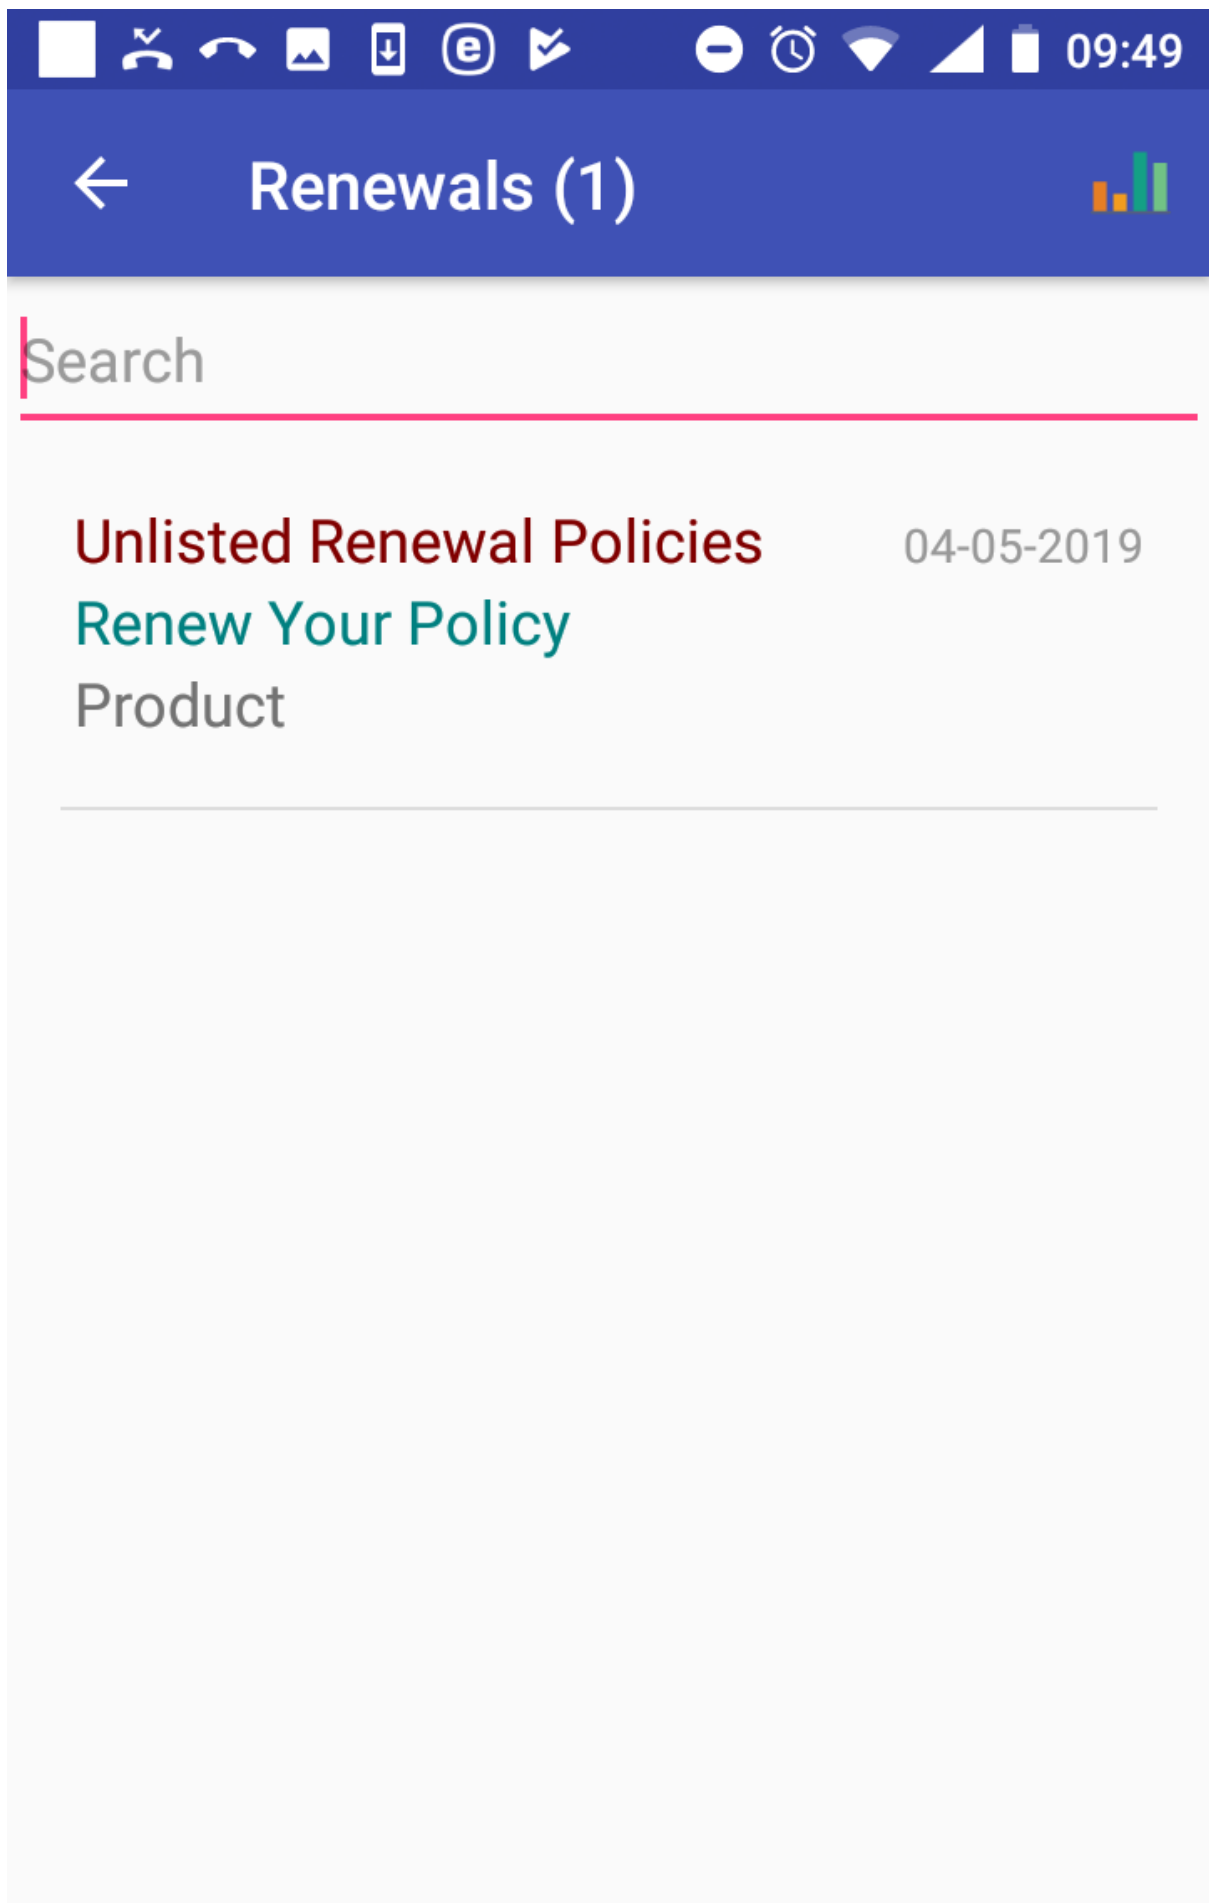 09:49
Renewals (1)
Search
Unlisted Renewal Policies 04-05-2019
Renew Your Policy
Product